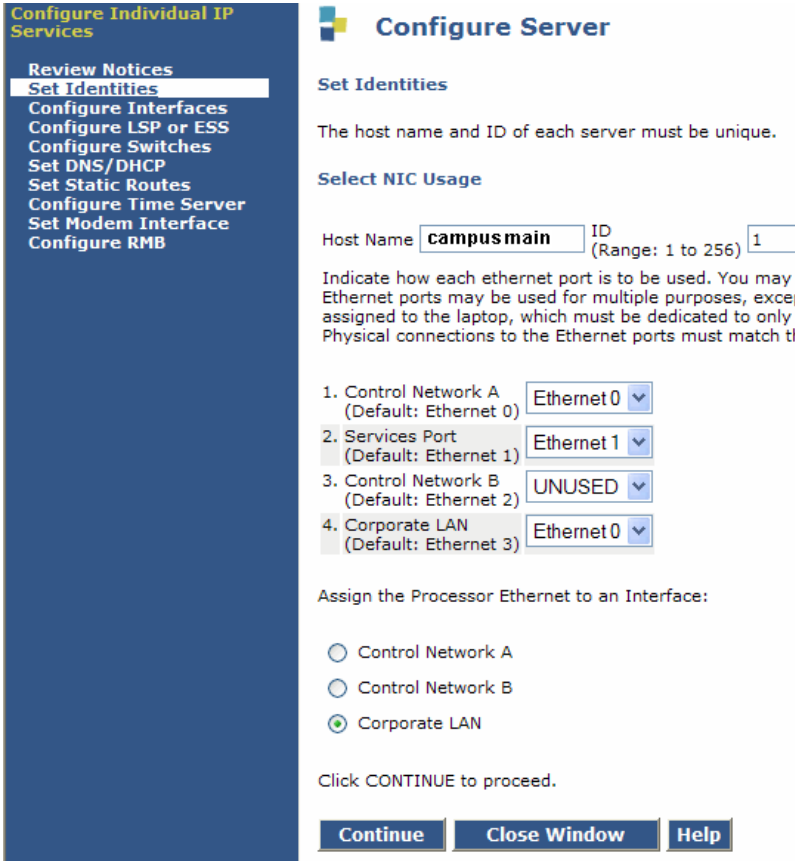 Configure Individual IP
Services
Review Notices
Set Identities
Configure Interfaces
Configure LSP or ESS
Configure Switches
Set DNS/DHCP
Set Static Routes
Configure Time Server
Set Modem Interface
Configure RMB
Configure Server
Set Identities
The host name and ID of each server must be unique.
Select NIC Usage
Host Name campusmain ID
(Range: 1 to 256) 1
Indicate how each ethernet port is to be used. You may
Ethernet ports may be used for multiple purposes,
assigned to the laptop, which must be dedicated to only
Physical connections to the Ethernet ports must match
1. Control Network A
(Default: Ethernet 0) Ethernet 0
2. Services Port
(Default: Ethernet 1) Ethernet 1
3. Control Network B
(Default: Ethernet 2) UNUSED
4. Corporate LAN
(Default: Ethernet 3) Ethernet 0
Assign the Processor Ethernet to an Interface:
Control Network A
Control Network B
Corporate LAN
Click CONTINUE to proceed.
Continue Close Window Help